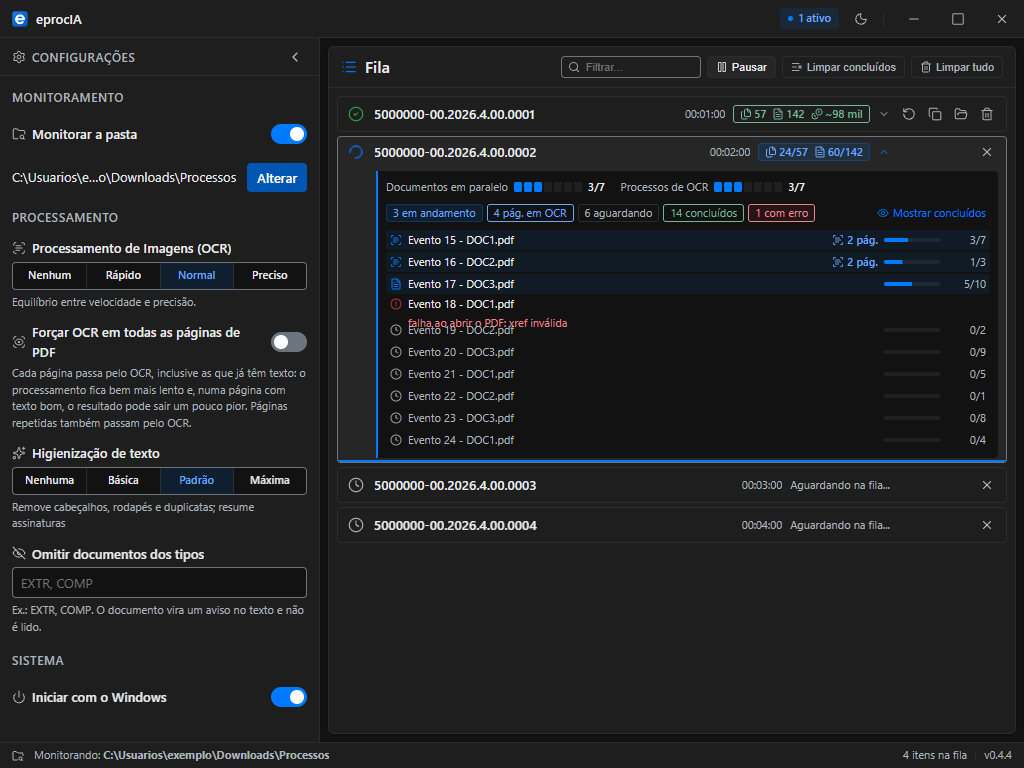 eprocIA
1 ativo
CONFIGURAÇÕES
MONITORAMENTO
Monitorar a pasta
C:\Usuarios\e...o\Downloads\Processos Alterar
PROCESSAMENTO
Processamento de Imagens (OCR)
Nenhum Rápido Normal Preciso
Equilíbrio entre velocidade e precisão.
Forçar OCR em todas as páginas de
PDF
Cada página passa pelo OCR, inclusive as que já têm texto: o
processamento fica bem mais lento e, numa página com
texto bom, o resultado pode sair um pouco pior. Páginas
repetidas também passam pelo OCR.
Higienização de texto
Nenhuma Básica Padrão Máxima
Remove cabeçalhos, rodapés e duplicatas; resume
assinaturas
Omitir documentos dos tipos
EXTR, COMP
Ex.: EXTR, COMP. O documento vira um aviso no texto e não
é lido.
SISTEMA
Iniciar com o Windows
Fila
Filtrar...
Pausar
Limpar concluídos
Limpar tudo
5000000-00.2026.4.00.0001 00:01:00 57 142 ~98 mil
5000000-00.2026.4.00.0002 00:02:00 24/57 60/142
Documentos em paralelo 3/7 Processos de OCR 3/7
3 em andamento 4 pág. em OCR 6 aguardando 14 concluídos 1 com erro Mostrar concluídos
Evento 15 - DOC1.pdf 2 pág. 3/7
Evento 16 - DOC2.pdf 2 pág. 1/3
Evento 17 - DOC3.pdf 5/10
Evento 18 - DOC1.pdf
falha ao abrir o PDF: xref inválida
Evento 19 - DOC2.pdf 0/2
Evento 20 - DOC3.pdf 0/9
Evento 21 - DOC1.pdf 0/5
Evento 22 - DOC2.pdf 0/1
Evento 23 - DOC3.pdf 0/8
Evento 24 - DOC1.pdf 0/4
5000000-00.2026.4.00.0003 00:03:00 Aguardando na fila...
5000000-00.2026.4.00.0004 00:04:00 Aguardando na fila...
Monitorando: C:\Usuarios\exemplo\Downloads\Processos
4 itens na fila v0.4.4